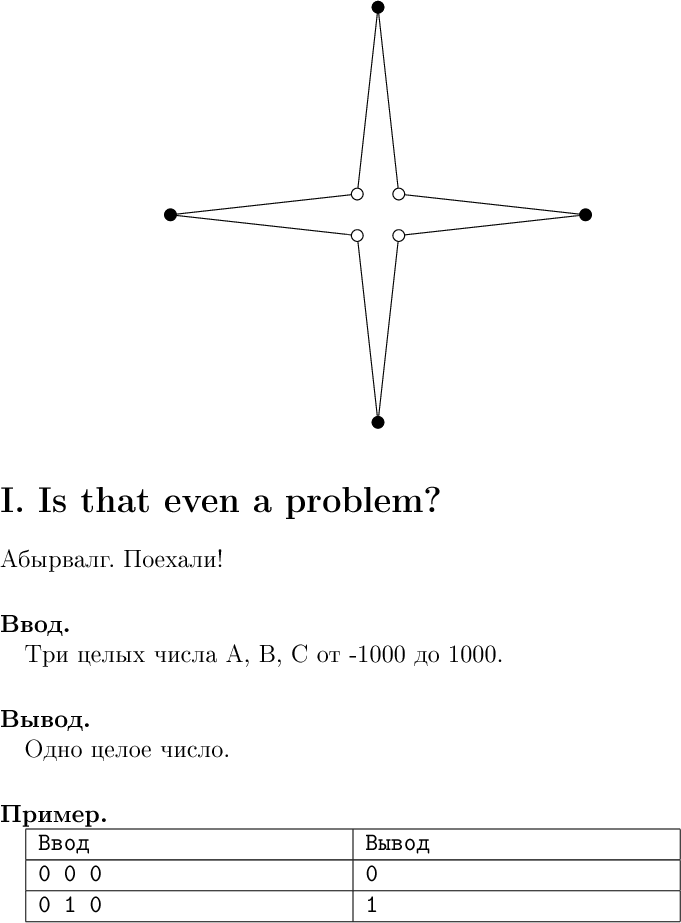 I. Is that even a problem?
Абырвалг. Поехали!
Ввод.
Три целых числа A, B, C от -1000 до 1000.
Вывод.
Одно целое число.
Пример.
Ввод Вывод
0 0 0 0
0 1 0 1